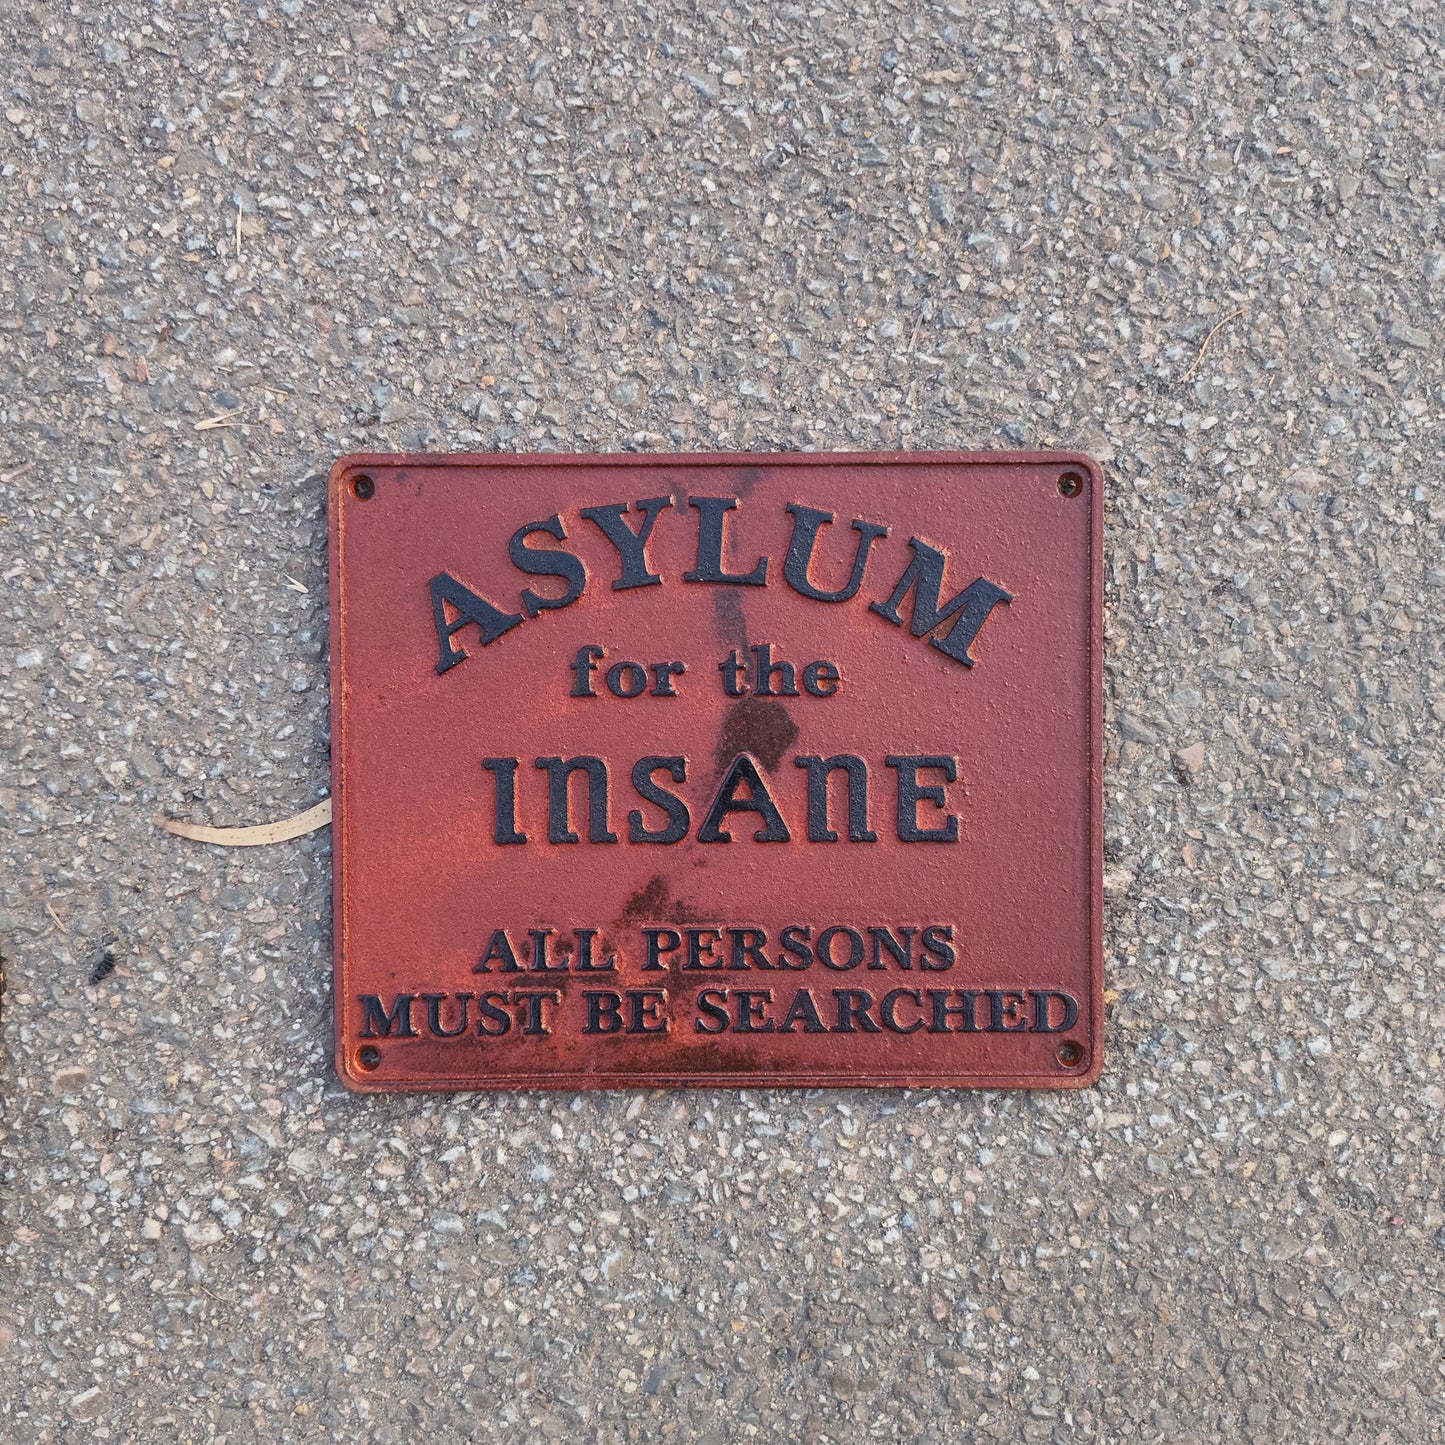 ASYLUM
for the
INSANE
ALL PERSONS
MUST BE SEARCHED